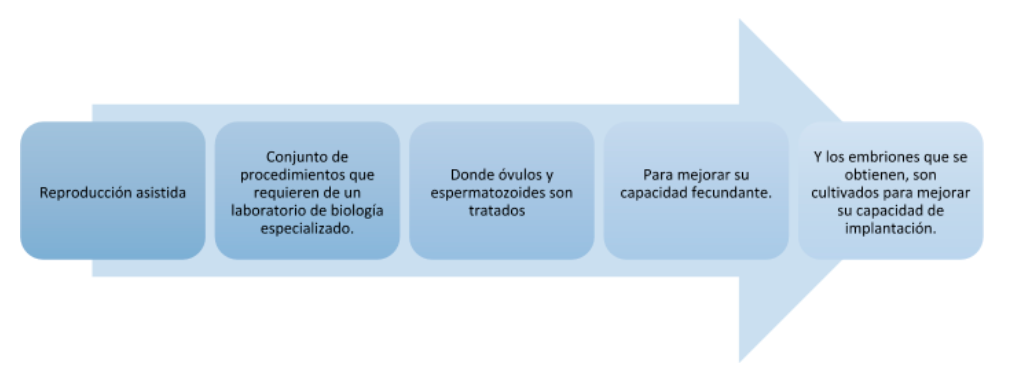 Reproducción asistida
Conjunto de
procedimientos que
requieren de un
laboratorio de biología
especializado.
Donde óvulos y
espermatozoides son
tratados
Para mejorar su
capacidad fecundante.
Y los embriones que se
obtienen, son
cultivados para mejorar
su capacidad de
implantación.